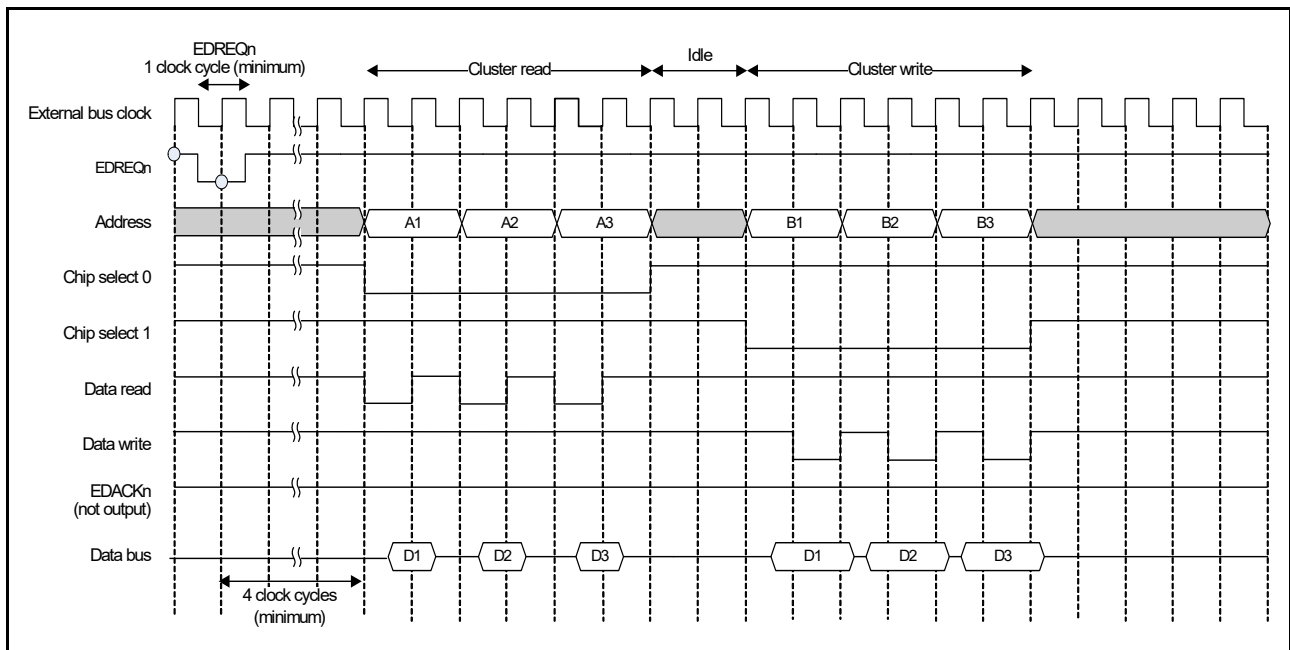 EDREQn
1 clock cycle (minimum)
Cluster read
Idle
Cluster write
External bus clock
EDREQn
Address
A1
A2
A3
B1
B2
B3
Chip select 0
Chip select 1
Data read
Data write
EDACKn
(not output)
Data bus
D1
D2
D3
D1
D2
D3
4 clock cycles
(minimum)